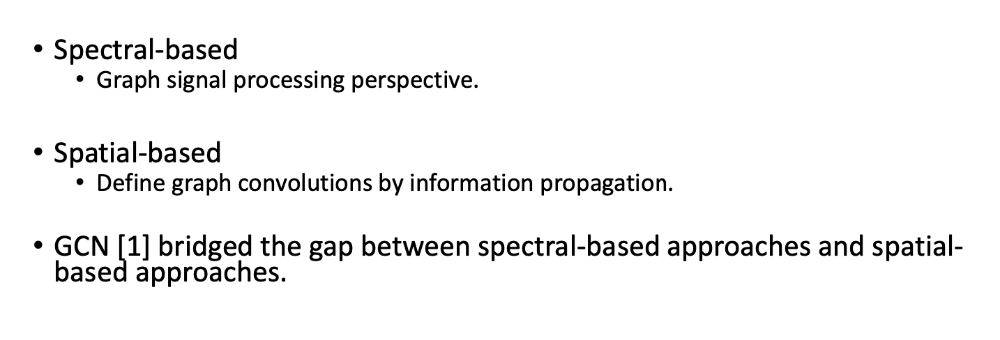 • Spectral-based
• Graph signal processing perspective.
• Spatial-based
• Define graph convolutions by information propagation.
• GCN [1] bridged the gap between spectral-based approaches and spatial-
based approaches.